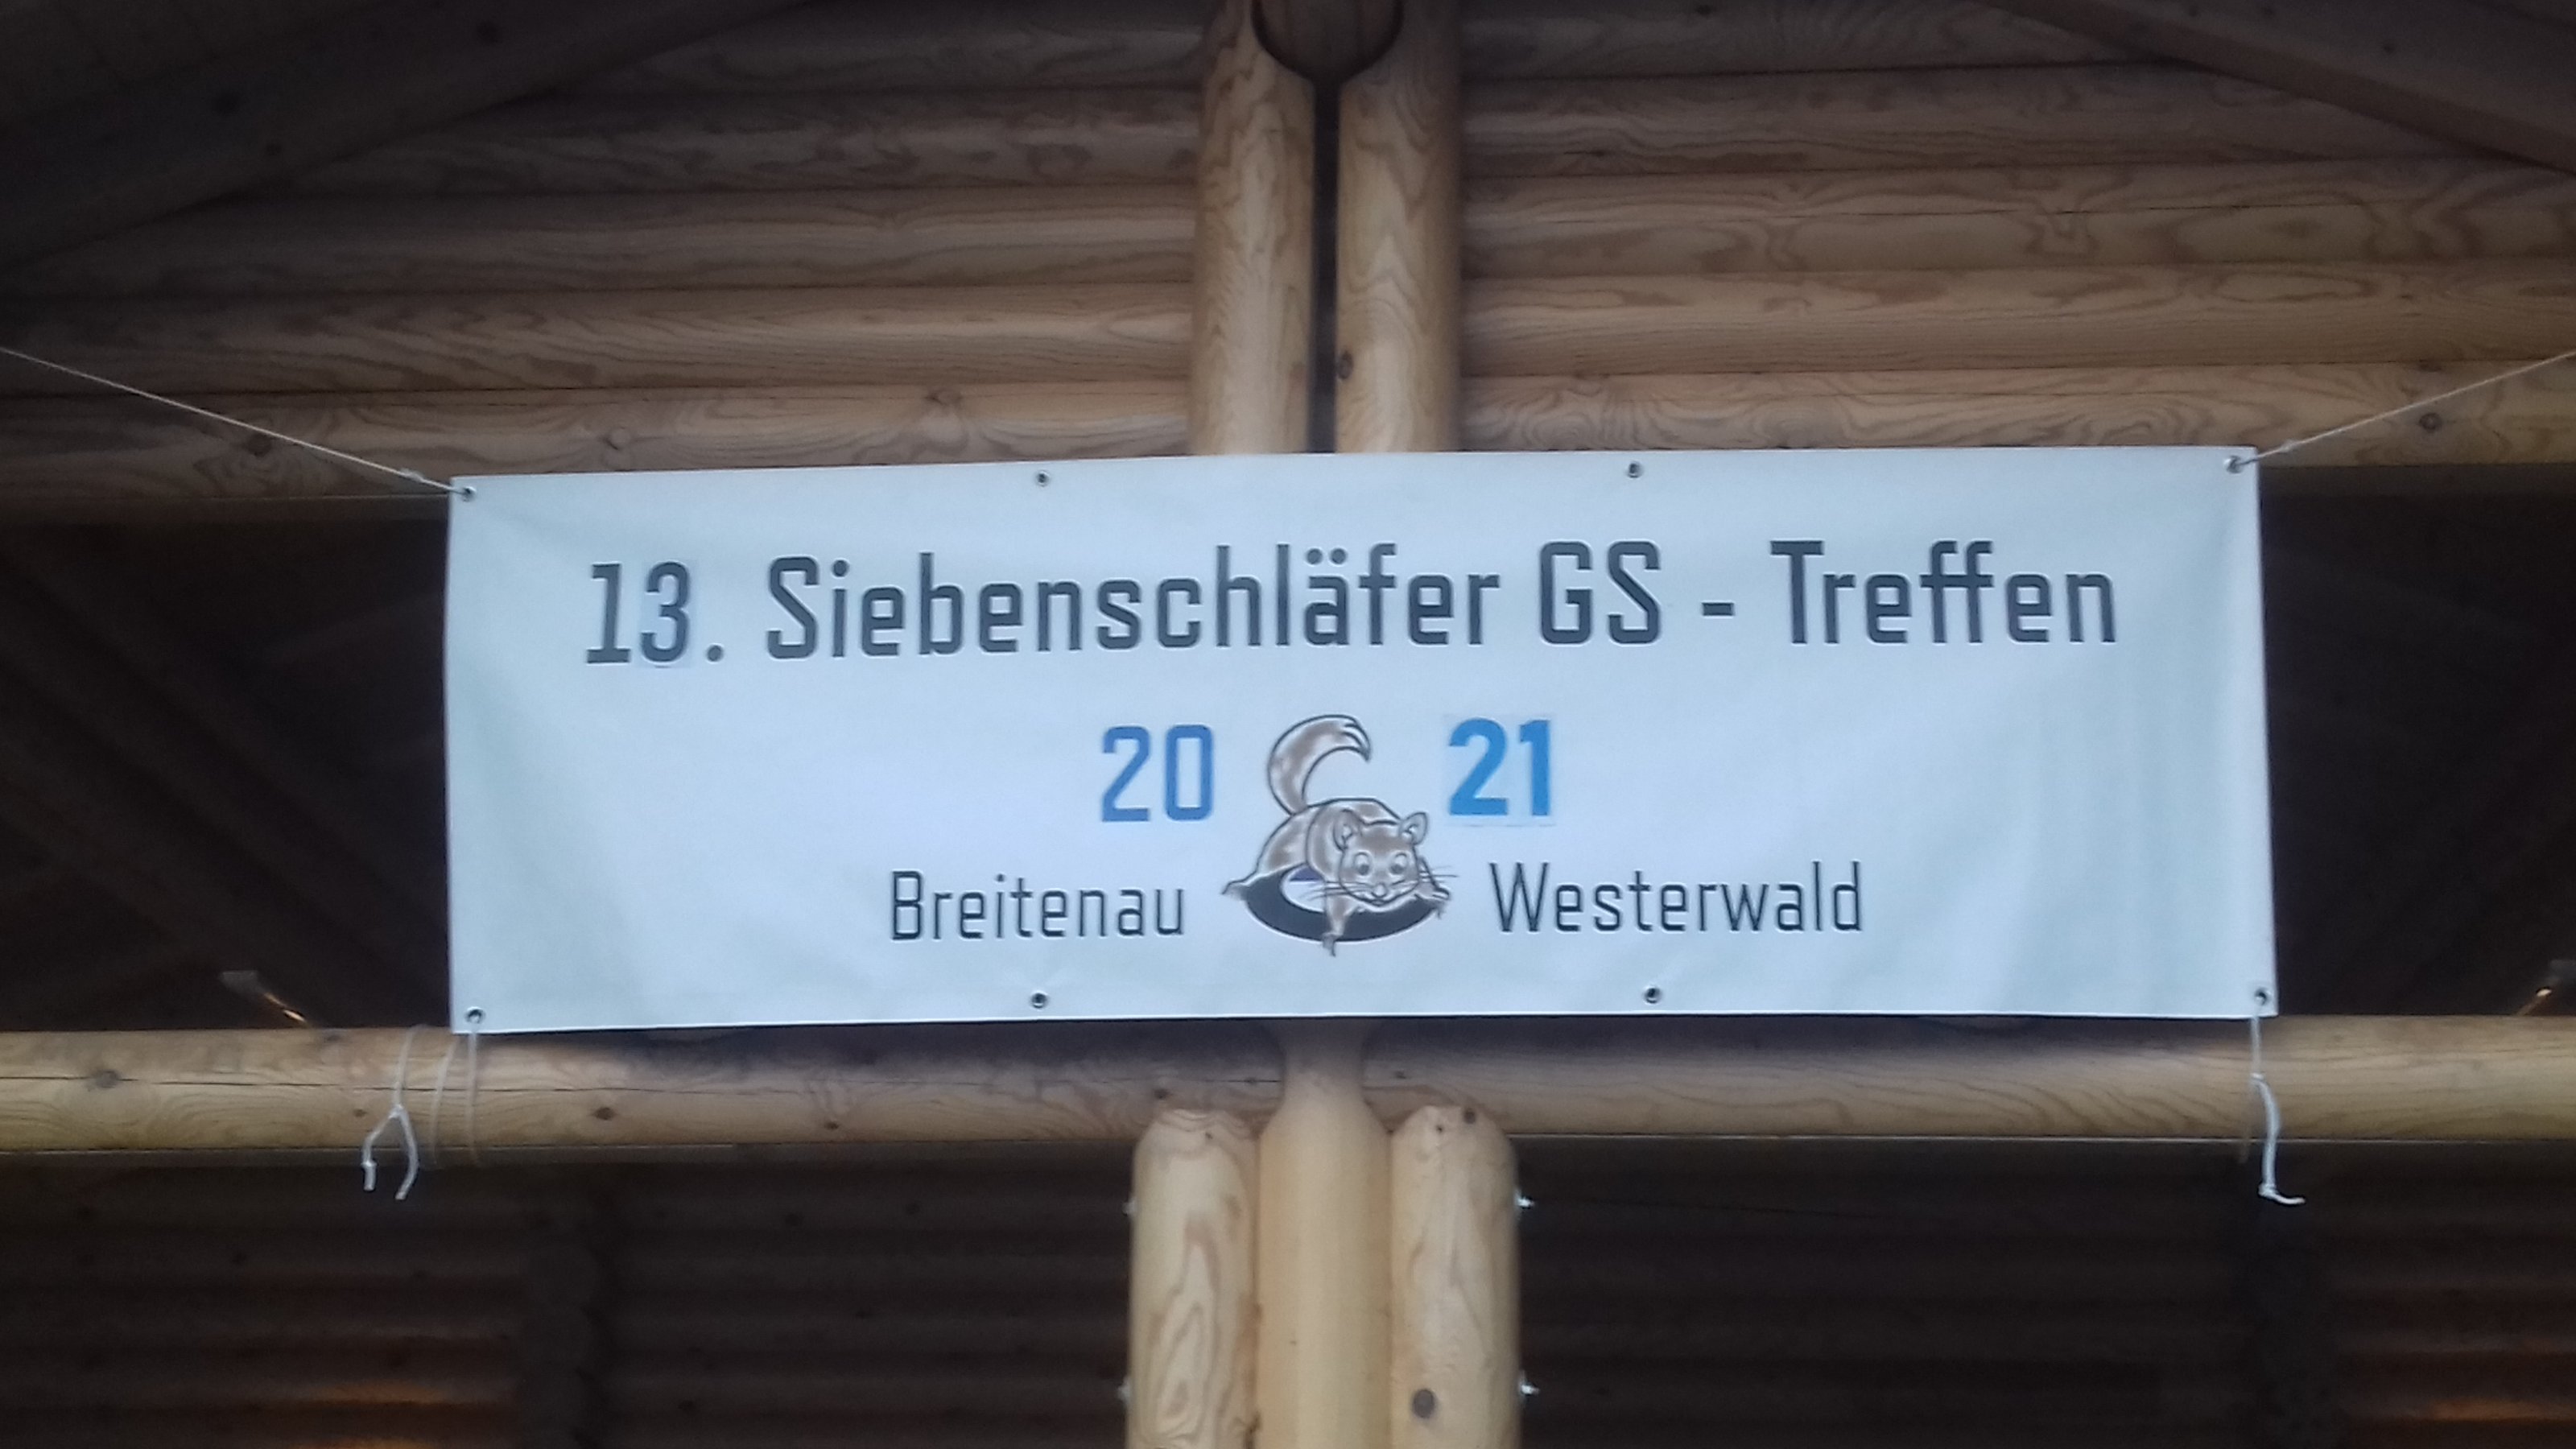 13. Siebenschläfer GS - Treffen
20 21
Breitenau Westerwald